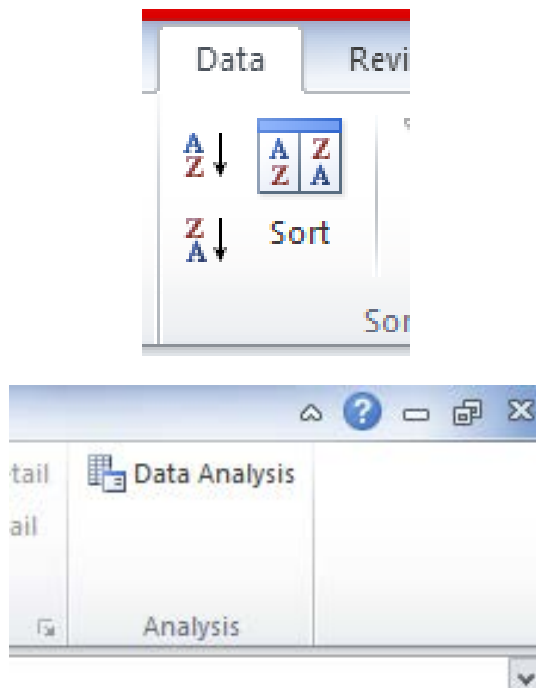 Data Revi
A
Z
A Z
Z A
Z
A
Sort
Sor
tail Data Analysis
ail
Analysis